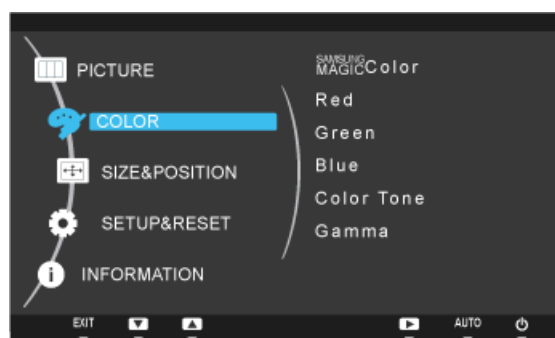 PICTURE
COLOR
SIZE&POSITION
SETUP&RESET
INFORMATION
SAMSUNG
MAGICColor
Red
Green
Blue
Color Tone
Gamma
EXIT
AUTO